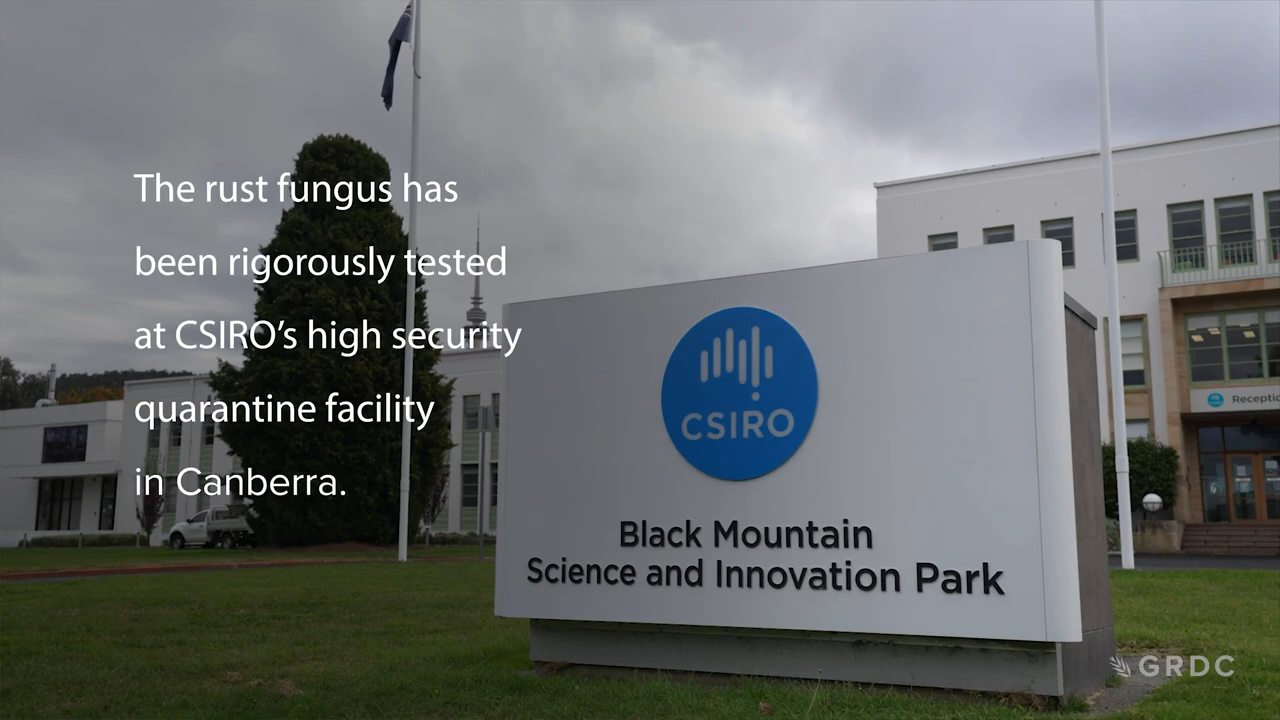 The rust fungus has
been rigorously tested
at CSIRO’s high security
quarantine facility
in Canberra.
CSIRO
Black Mountain
Science and Innovation Park
GRDC